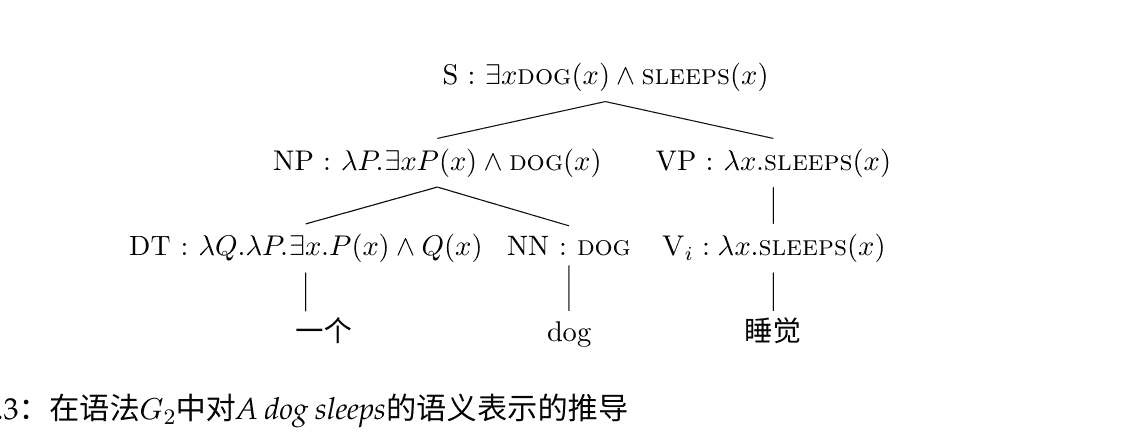 S : ∃xDOG(x) ∧ SLEEPS(x)
NP : λP.∃xP(x) ∧ DOG(x) VP : λx.SLEEPS(x)
DT : λQ.λP.∃x.P(x) ∧ Q(x) NN : DOG Vᵢ : λx.SLEEPS(x)
一个 dog 睡觉
.3：在语法G₂中对A dog sleeps的语义表示的推导